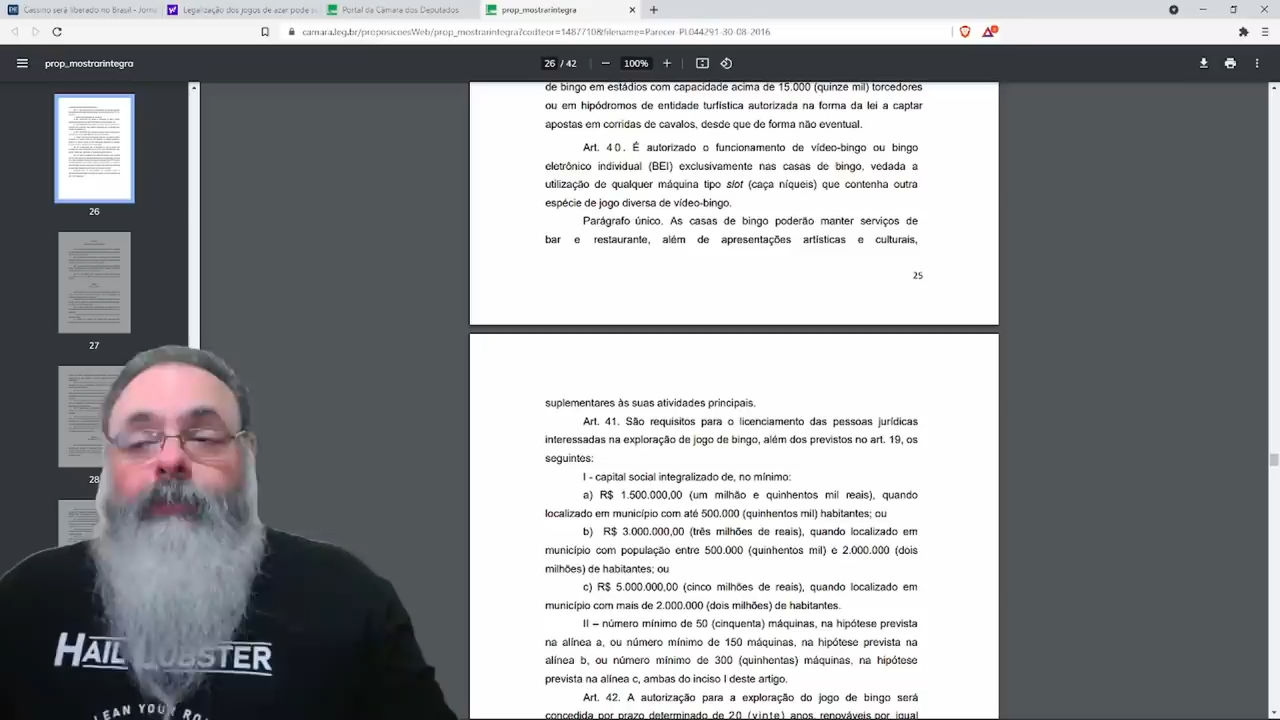 Cassino será liberado no Brasil - Jorna
Legalização dos jogos de azar pode s
Portal da Câmara dos Deputados
prop_mostrarintegra
camara.leg.br/proposicoesWeb/prop_mostrarintegra?codteor=1487710&filename=Parecer-PL044291-30-08-2016
prop_mostrarintegra
26 / 42
100%
26
27
28
de bingo em estádios com capacidade acima de 15.000 (quinze mil) torcedores
ou em hipódromos de entidade turfística autorizada na forma da lei a captar
apostas em corridas de cavalos, desde que de forma não eventual.
Art. 40. É autorizado o funcionamento de vídeo-bingo ou bingo
eletrônico individual (BEI) exclusivamente nas casas de bingo, vedada a
utilização de qualquer máquina tipo slot (caça níqueis) que contenha outra
espécie de jogo diversa de vídeo-bingo.
Parágrafo único. As casas de bingo poderão manter serviços de
bar e restaurante, além de apresentações artísticas e culturais,
25
suplementares às suas atividades principais.
Art. 41. São requisitos para o licenciamento das pessoas jurídicas
interessadas na exploração de jogo de bingo, além dos previstos no art. 19, os
seguintes:
I - capital social integralizado de, no mínimo:
a) R$ 1.500.000,00 (um milhão e quinhentos mil reais), quando
localizado em município com até 500.000 (quinhentos mil) habitantes; ou
b) R$ 3.000.000,00 (três milhões de reais), quando localizado em
município com população entre 500.000 (quinhentos mil) e 2.000.000 (dois
milhões) de habitantes; ou
c) R$ 5.000.000,00 (cinco milhões de reais), quando localizado em
município com mais de 2.000.000 (dois milhões) de habitantes.
II – número mínimo de 50 (cinquenta) máquinas, na hipótese prevista
na alínea a, ou número mínimo de 150 máquinas, na hipótese prevista na
alínea b, ou número mínimo de 300 (quinhentas) máquinas, na hipótese
prevista na alínea c, ambas do inciso I deste artigo.
Art. 42. A autorização para a exploração do jogo de bingo será
concedida por prazo determinado de 20 (vinte) anos, renováveis por igual
HAIL
LEAN YOUR